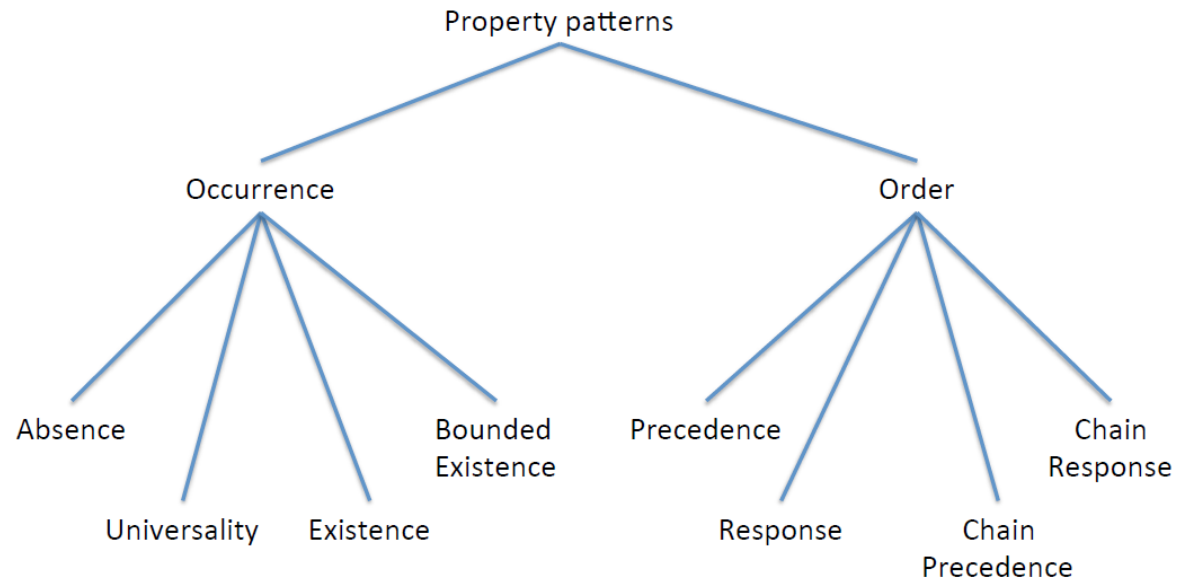 Property patterns
Occurrence
Order
Absence
Bounded
Existence
Precedence
Chain
Response
Universality
Existence
Response
Chain
Precedence